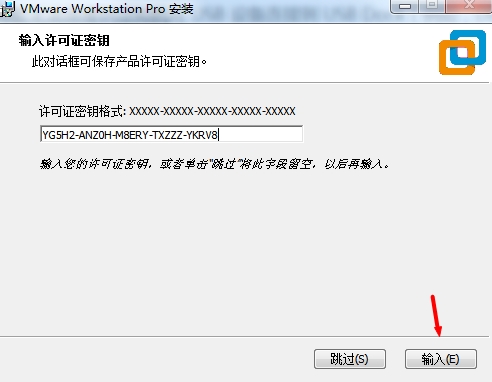 VMware Workstation Pro 安装
输入许可证密钥
此对话框可保存产品许可证密钥。
许可证密钥格式: XXXXX-XXXXX-XXXXX-XXXXX-XXXXX
YG5H2-ANZ0H-M8ERY-TXZZZ-YKRV8
输入您的许可证密钥，或者单击“跳过”将此字段留空，以后再输入。
跳过(S) 输入(E)